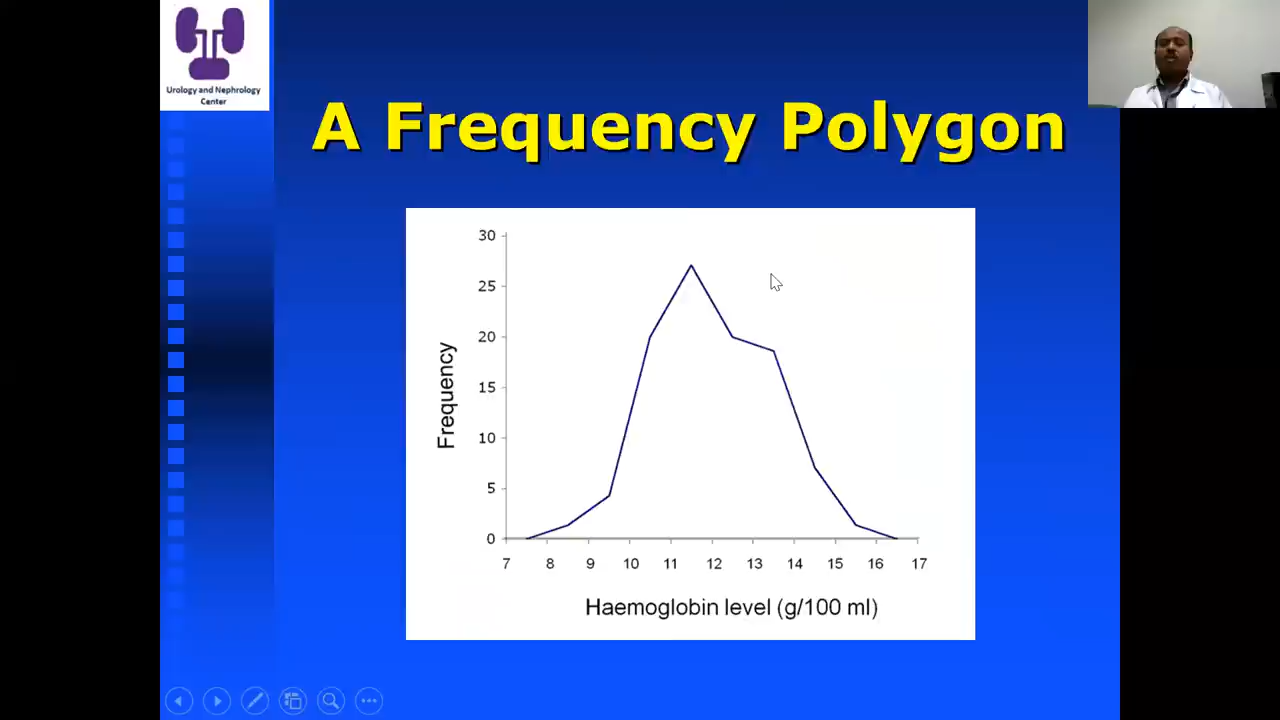 Urology and Nephrology
Center
A Frequency Polygon
30
25
20
15
10
5
0
Frequency
7 8 9 10 11 12 13 14 15 16 17
Haemoglobin level (g/100 ml)